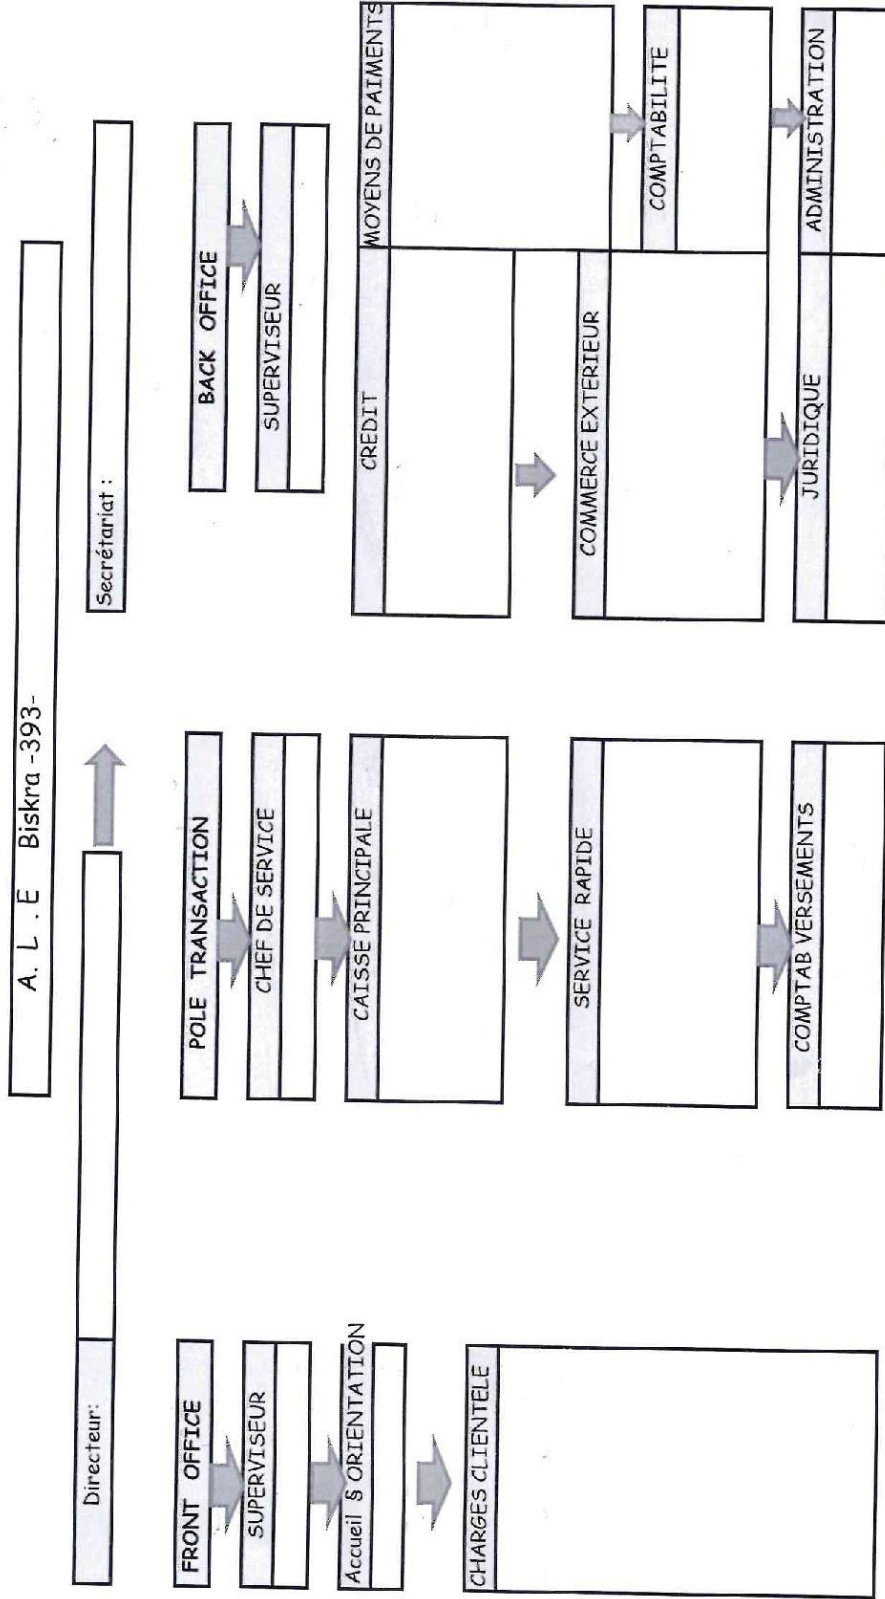 A. L . E Biskra -393-
Directeur:
Secrétariat :
FRONT OFFICE
SUPERVISEUR
Accueil & ORIENTATION
CHARGES CLIENTELE
POLE TRANSACTION
CHEF DE SERVICE
CAISSE PRINCIPALE
SERVICE RAPIDE
COMPTAB VERSEMENTS
BACK OFFICE
SUPERVISEUR
CREDIT
MOYENS DE PAIMENTS
COMMERCE EXTERIEUR
COMPTABILITE
JURIDIQUE
ADMINISTRATION